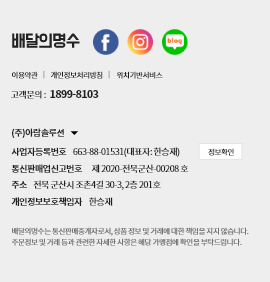 배달의명수
blog
이용약관 | 개인정보처리방침 | 위치기반서비스
고객문의 : 1899-8103
(주)아람솔루션
사업자등록번호 663-88-01531(대표자: 한승재) 정보확인
통신판매업신고번호 제 2020-전북군산-00208 호
주소 전북 군산시 조촌4길 30-3, 2층 201호
개인정보보호책임자 한승재
배달의명수는 통신판매중개자로서, 상품 정보 및 거래에 대한 책임을 지지 않습니다.
주문정보 및 거래 등과 관련한 자세한 사항은 해당 가맹점에 확인을 부탁드립니다.